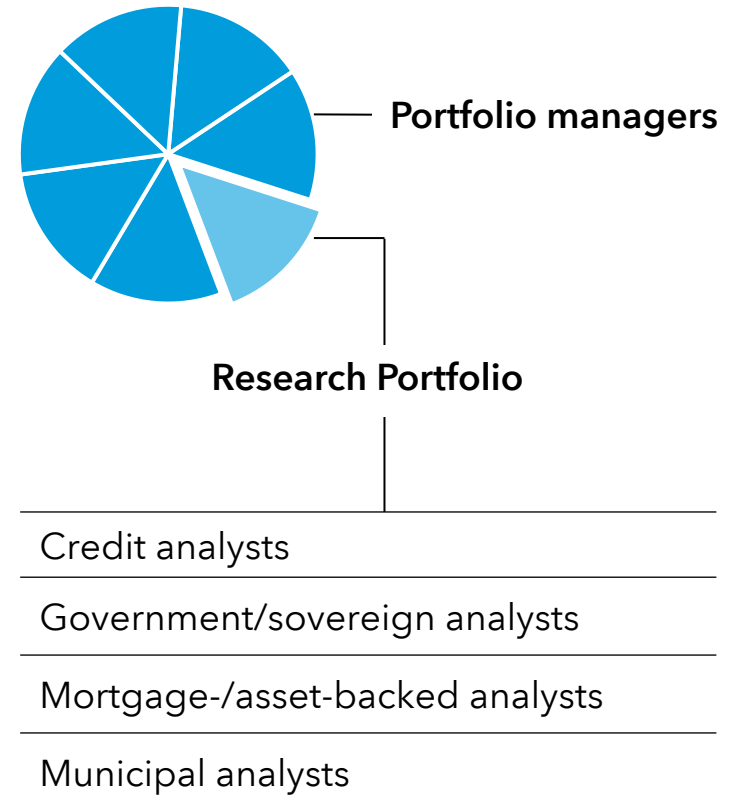 Portfolio managers
Research Portfolio
Credit analysts
Government/sovereign analysts
Mortgage-/asset-backed analysts
Municipal analysts